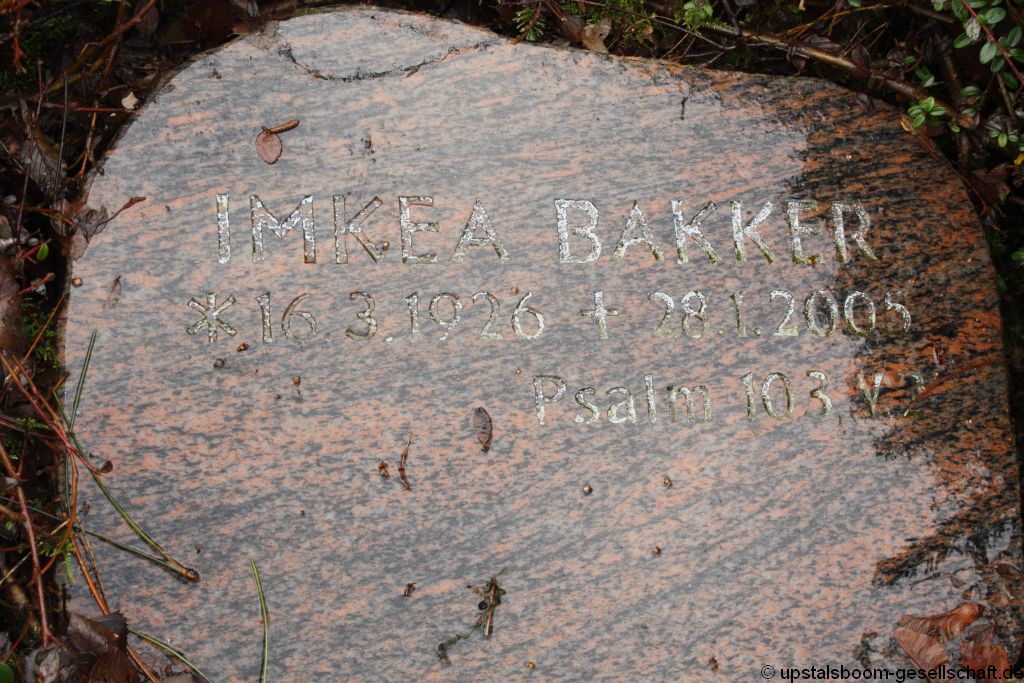 IMKEA BAKKER
* 16.3.1926 † 28.1.2005
Psalm 103 v.2
© upstalsboom-gesellschaft.de